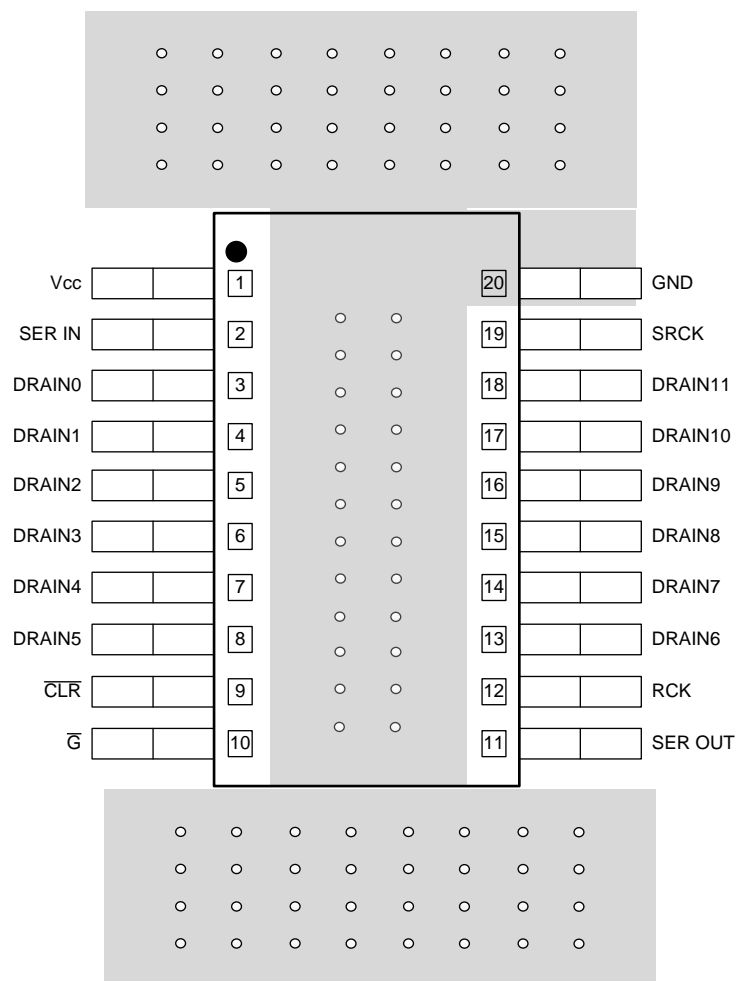 Vcc 1 20 GND
SER IN 2 19 SRCK
DRAIN0 3 18 DRAIN11
DRAIN1 4 17 DRAIN10
DRAIN2 5 16 DRAIN9
DRAIN3 6 15 DRAIN8
DRAIN4 7 14 DRAIN7
DRAIN5 8 13 DRAIN6
C̅L̅R̅ 9 12 RCK
G̅ 10 11 SER OUT